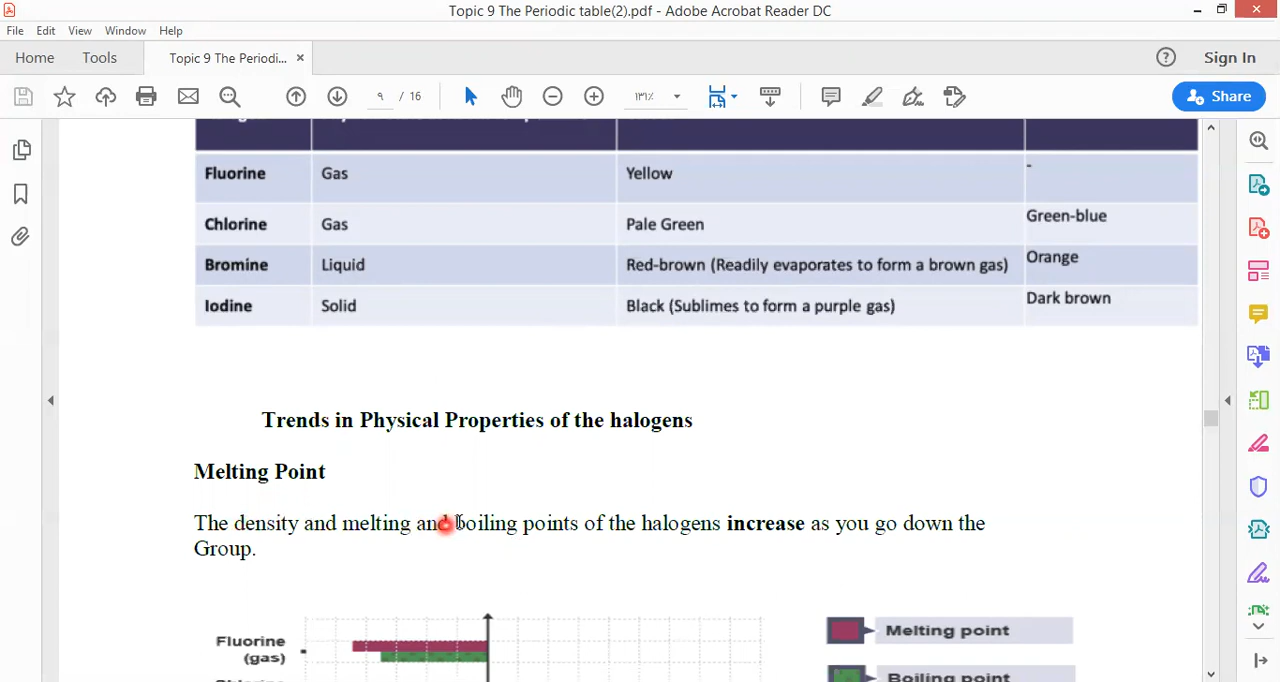 Topic 9 The Periodic table(2).pdf - Adobe Acrobat Reader DC
File Edit View Window Help
Home Tools Topic 9 The Periodi... × Sign In
٩ / 16 ١٣١٪ Share
Fluorine Gas Yellow -
Chlorine Gas Pale Green Green-blue
Bromine Liquid Red-brown (Readily evaporates to form a brown gas) Orange
Iodine Solid Black (Sublimes to form a purple gas) Dark brown
Trends in Physical Properties of the halogens
Melting Point
The density and melting and boiling points of the halogens increase as you go down the
Group.
Fluorine
(gas)
Melting point
Boiling point